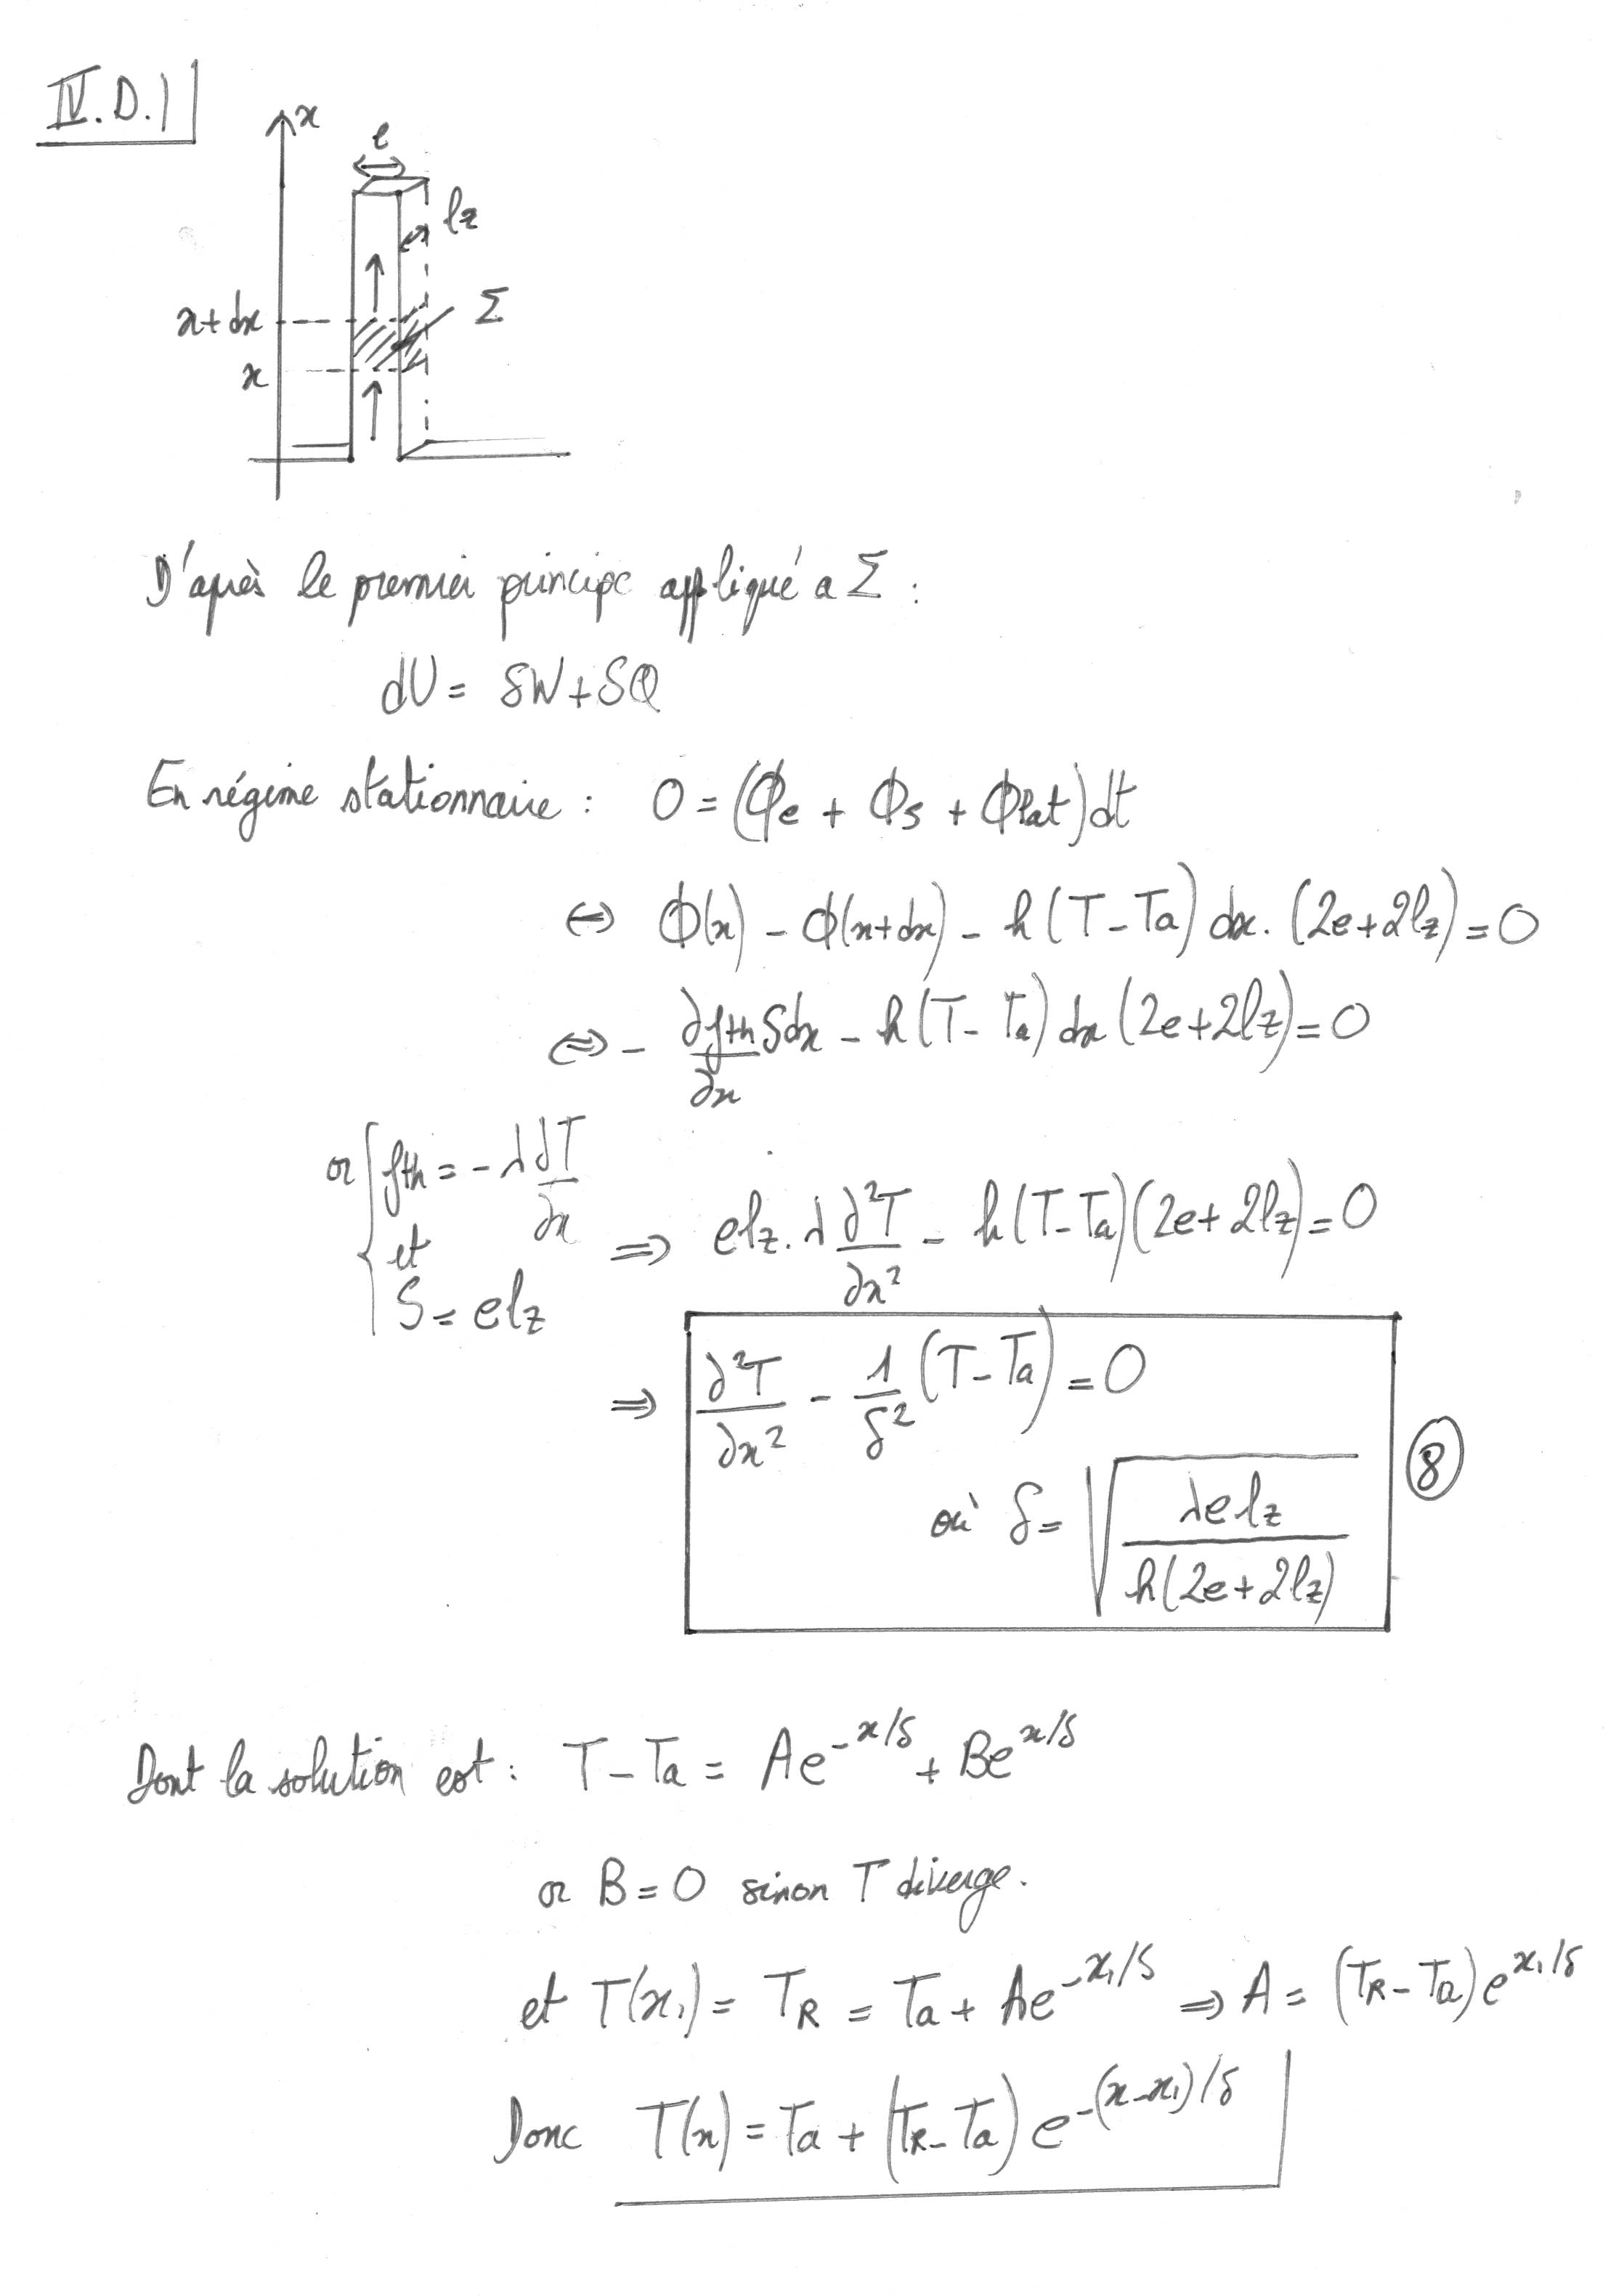 IV.D.1
x
e
lz
x+dx
Σ
x
D'après le premier principe appliqué a Σ :
dU = δW + δQ
En régime stationnaire : 0 = (ϕe + ϕs + ϕlat)dt
⇔ ϕ(x) - ϕ(x+dx) - h(T-Ta) dx. (2e+2lz) = 0
⇔ - ∂jth/∂x Sdx - h(T-Ta) dx (2e+2lz) = 0
or { jth = -λ ∂T/∂x
et
S = elz
⇒ elz. λ ∂²T/∂x² - h(T-Ta)(2e+2lz) = 0
⇒ ∂²T/∂x² - 1/δ² (T-Ta) = 0
où δ = √(λelz / h(2e+2lz))
8
Dont la solution est : T-Ta = Ae^(-x/δ) + Be^(x/δ)
or B = 0 sinon T diverge.
et T(x₁) = TR = Ta + Ae^(-x₁/δ) ⇒ A = (TR-Ta) e^(x₁/δ)
Donc T(x) = Ta + (TR-Ta) e^(-(x-x₁)/δ)